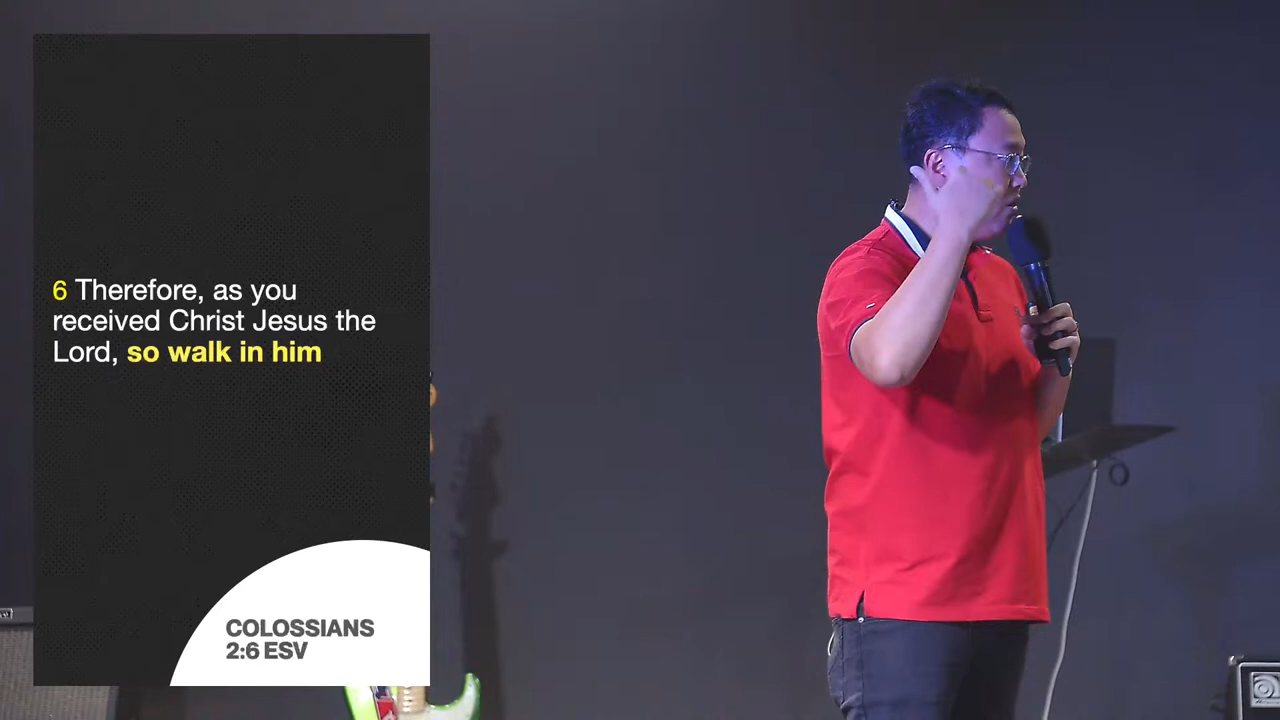 6 Therefore, as you
received Christ Jesus the
Lord, so walk in him
COLOSSIANS
2:6 ESV